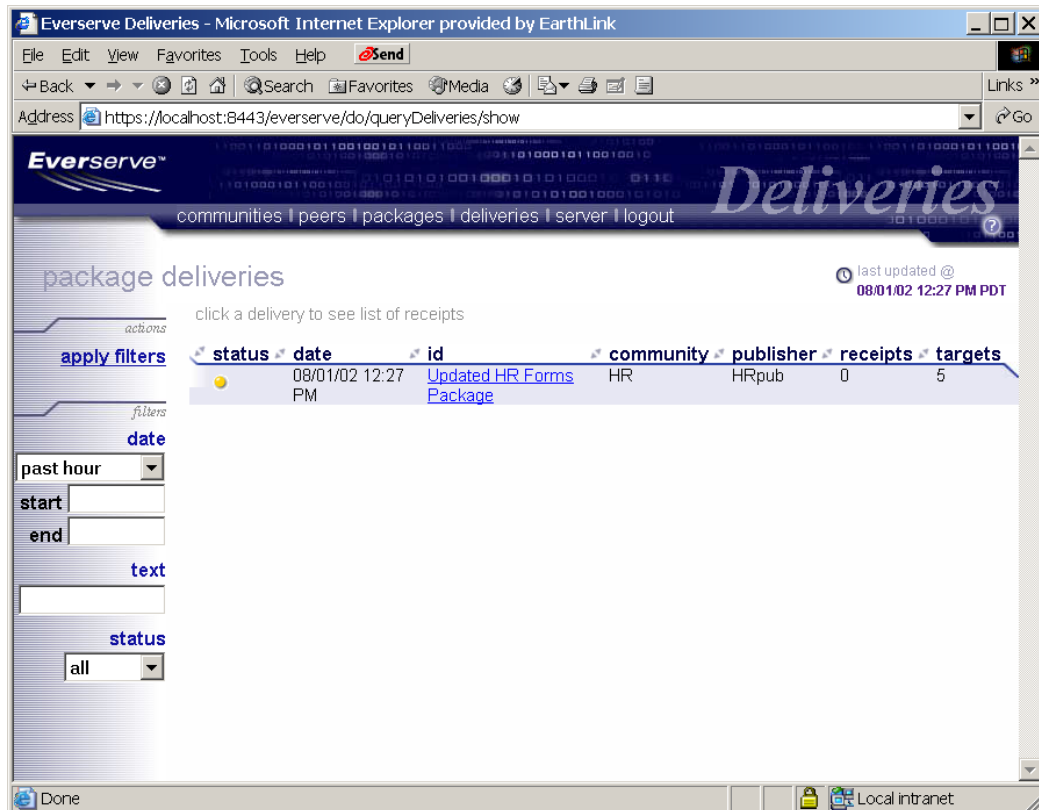 Everserve Deliveries - Microsoft Internet Explorer provided by EarthLink
File Edit View Favorites Tools Help Send
Back Search Favorites Media Links »
Address https://localhost:8443/everserve/do/queryDeliveries/show Go
Everserve™
Deliveries
communities | peers | packages | deliveries | server | logout
?
package deliveries
last updated @
08/01/02 12:27 PM PDT
click a delivery to see list of receipts
actions
apply filters
status date id community publisher receipts targets
08/01/02 12:27 Updated HR Forms HR HRpub 0 5
PM Package
filters
date
past hour
start
end
text
status
all
Done Local intranet